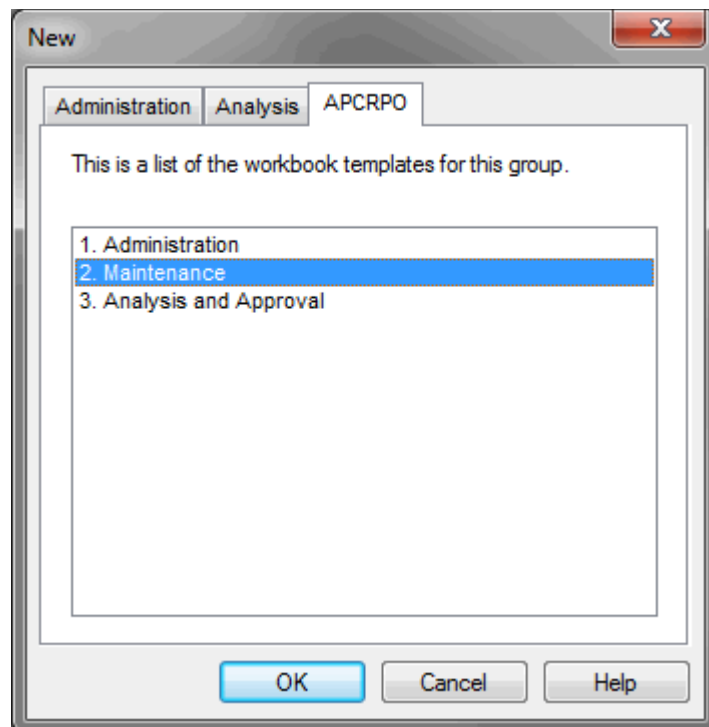 New
Administration Analysis APCRPO
This is a list of the workbook templates for this group.
1. Administration
2. Maintenance
3. Analysis and Approval
OK Cancel Help